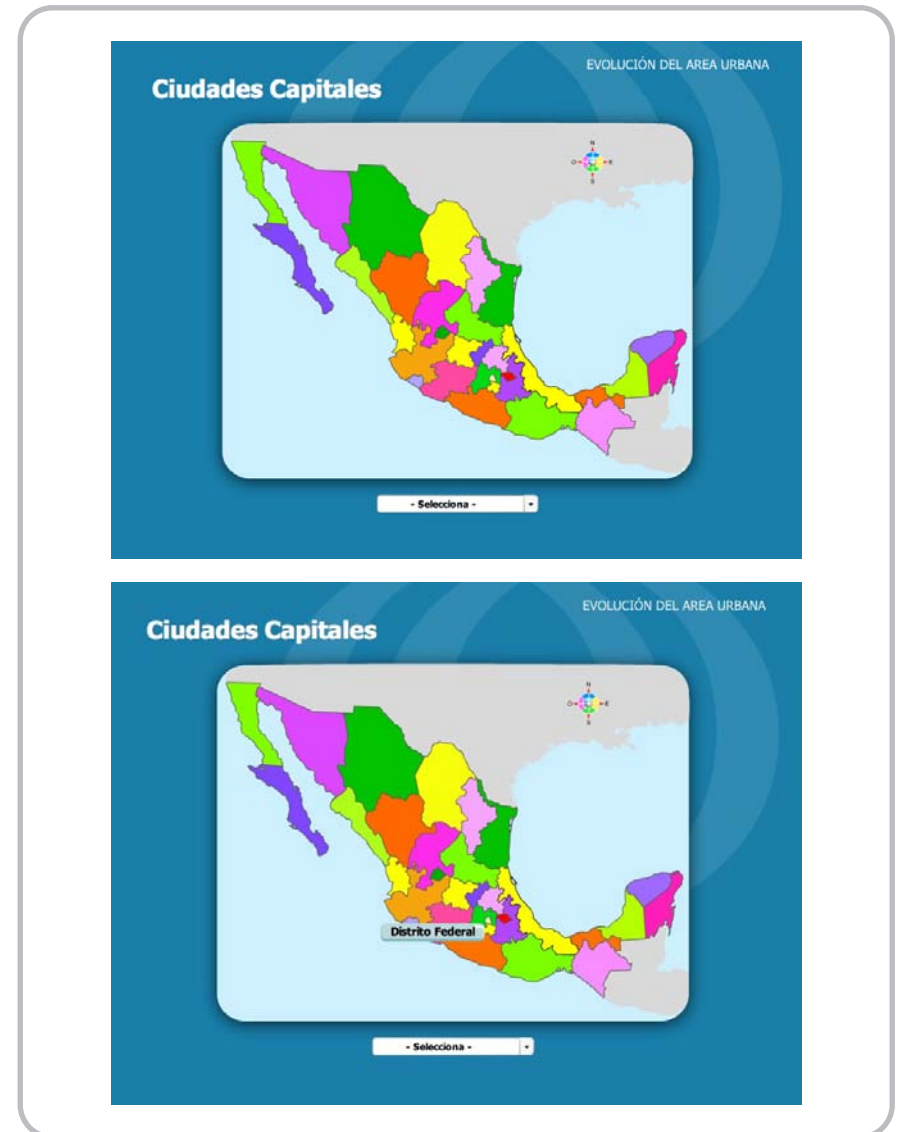 EVOLUCIÓN DEL AREA URBANA
Ciudades Capitales
N
O E
S
- Selecciona -
EVOLUCIÓN DEL AREA URBANA
Ciudades Capitales
N
O E
S
Distrito Federal
- Selecciona -